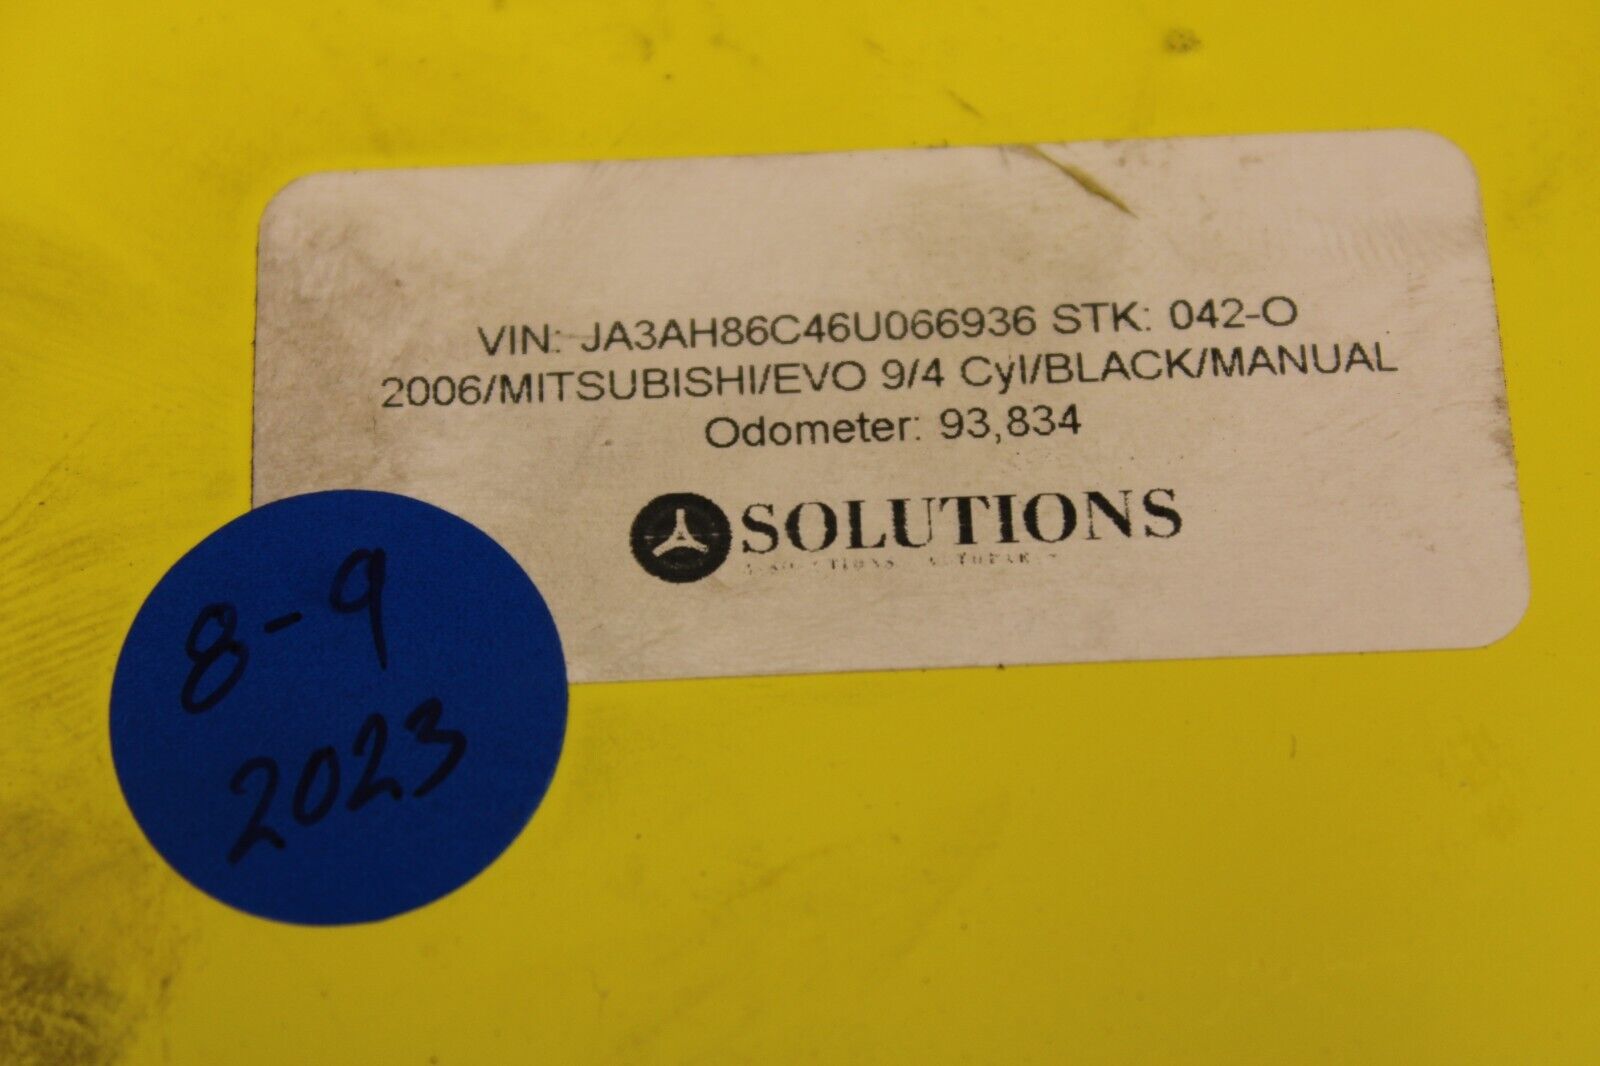 VIN: JA3AH86C46U066936 STK: 042-O
2006/MITSUBISHI/EVO 9/4 Cyl/BLACK/MANUAL
Odometer: 93,834
SOLUTIONS
8-9
2023